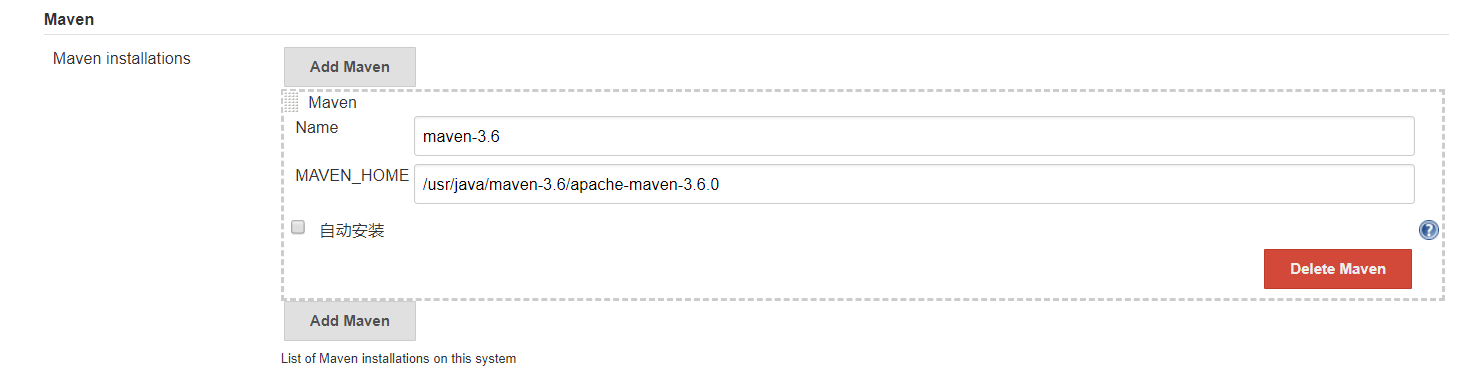 Maven
Maven installations
Add Maven
Maven
Name
maven-3.6
MAVEN_HOME
/usr/java/maven-3.6/apache-maven-3.6.0
自动安装
?
Delete Maven
Add Maven
List of Maven installations on this system